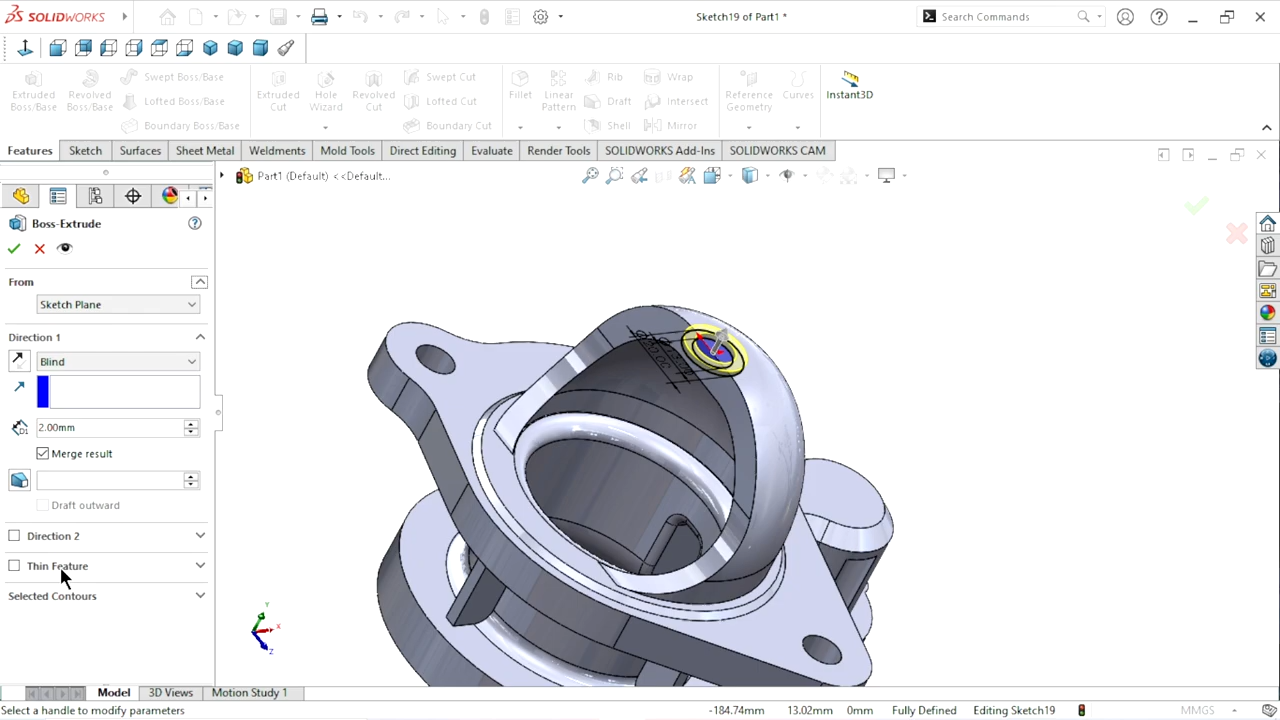 SOLIDWORKS
Sketch19 of Part1 *
Search Commands
Extruded Boss/Base
Revolved Boss/Base
Swept Boss/Base
Lofted Boss/Base
Boundary Boss/Base
Extruded Cut
Hole Wizard
Revolved Cut
Swept Cut
Lofted Cut
Boundary Cut
Fillet
Linear Pattern
Rib
Draft
Shell
Wrap
Intersect
Mirror
Reference Geometry
Curves
Instant3D
Features
Sketch
Surfaces
Sheet Metal
Weldments
Mold Tools
Direct Editing
Evaluate
Render Tools
SOLIDWORKS Add-Ins
SOLIDWORKS CAM
Part1 (Default) <<Default...
Boss-Extrude
From
Sketch Plane
Direction 1
Blind
2.00mm
Merge result
Draft outward
Direction 2
Thin Feature
Selected Contours
Y
X
Z
Model
3D Views
Motion Study 1
Select a handle to modify parameters
-184.74mm
13.02mm
0mm
Fully Defined
Editing Sketch19
MMGS